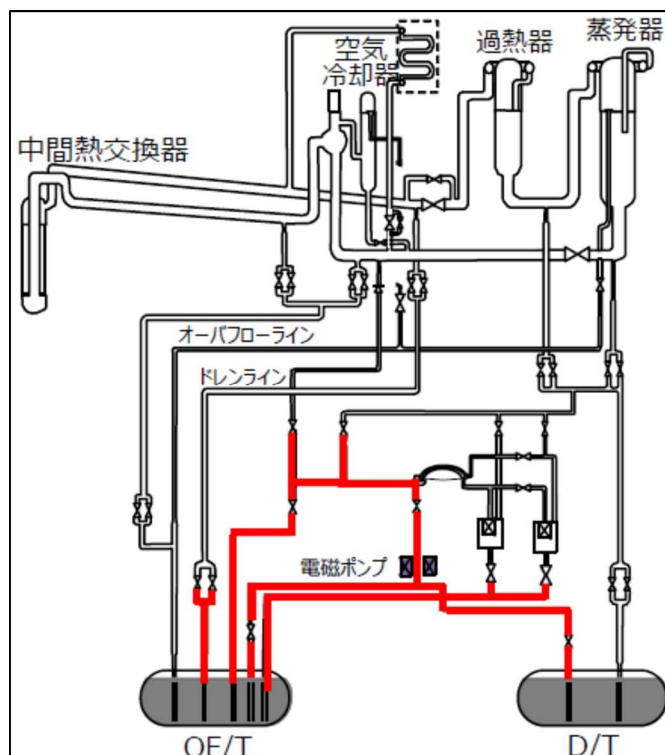 空気
冷却器
過熱器
蒸発器
中間熱交換器
オーバフローライン
ドレンライン
電磁ポンプ
OF/T
D/T